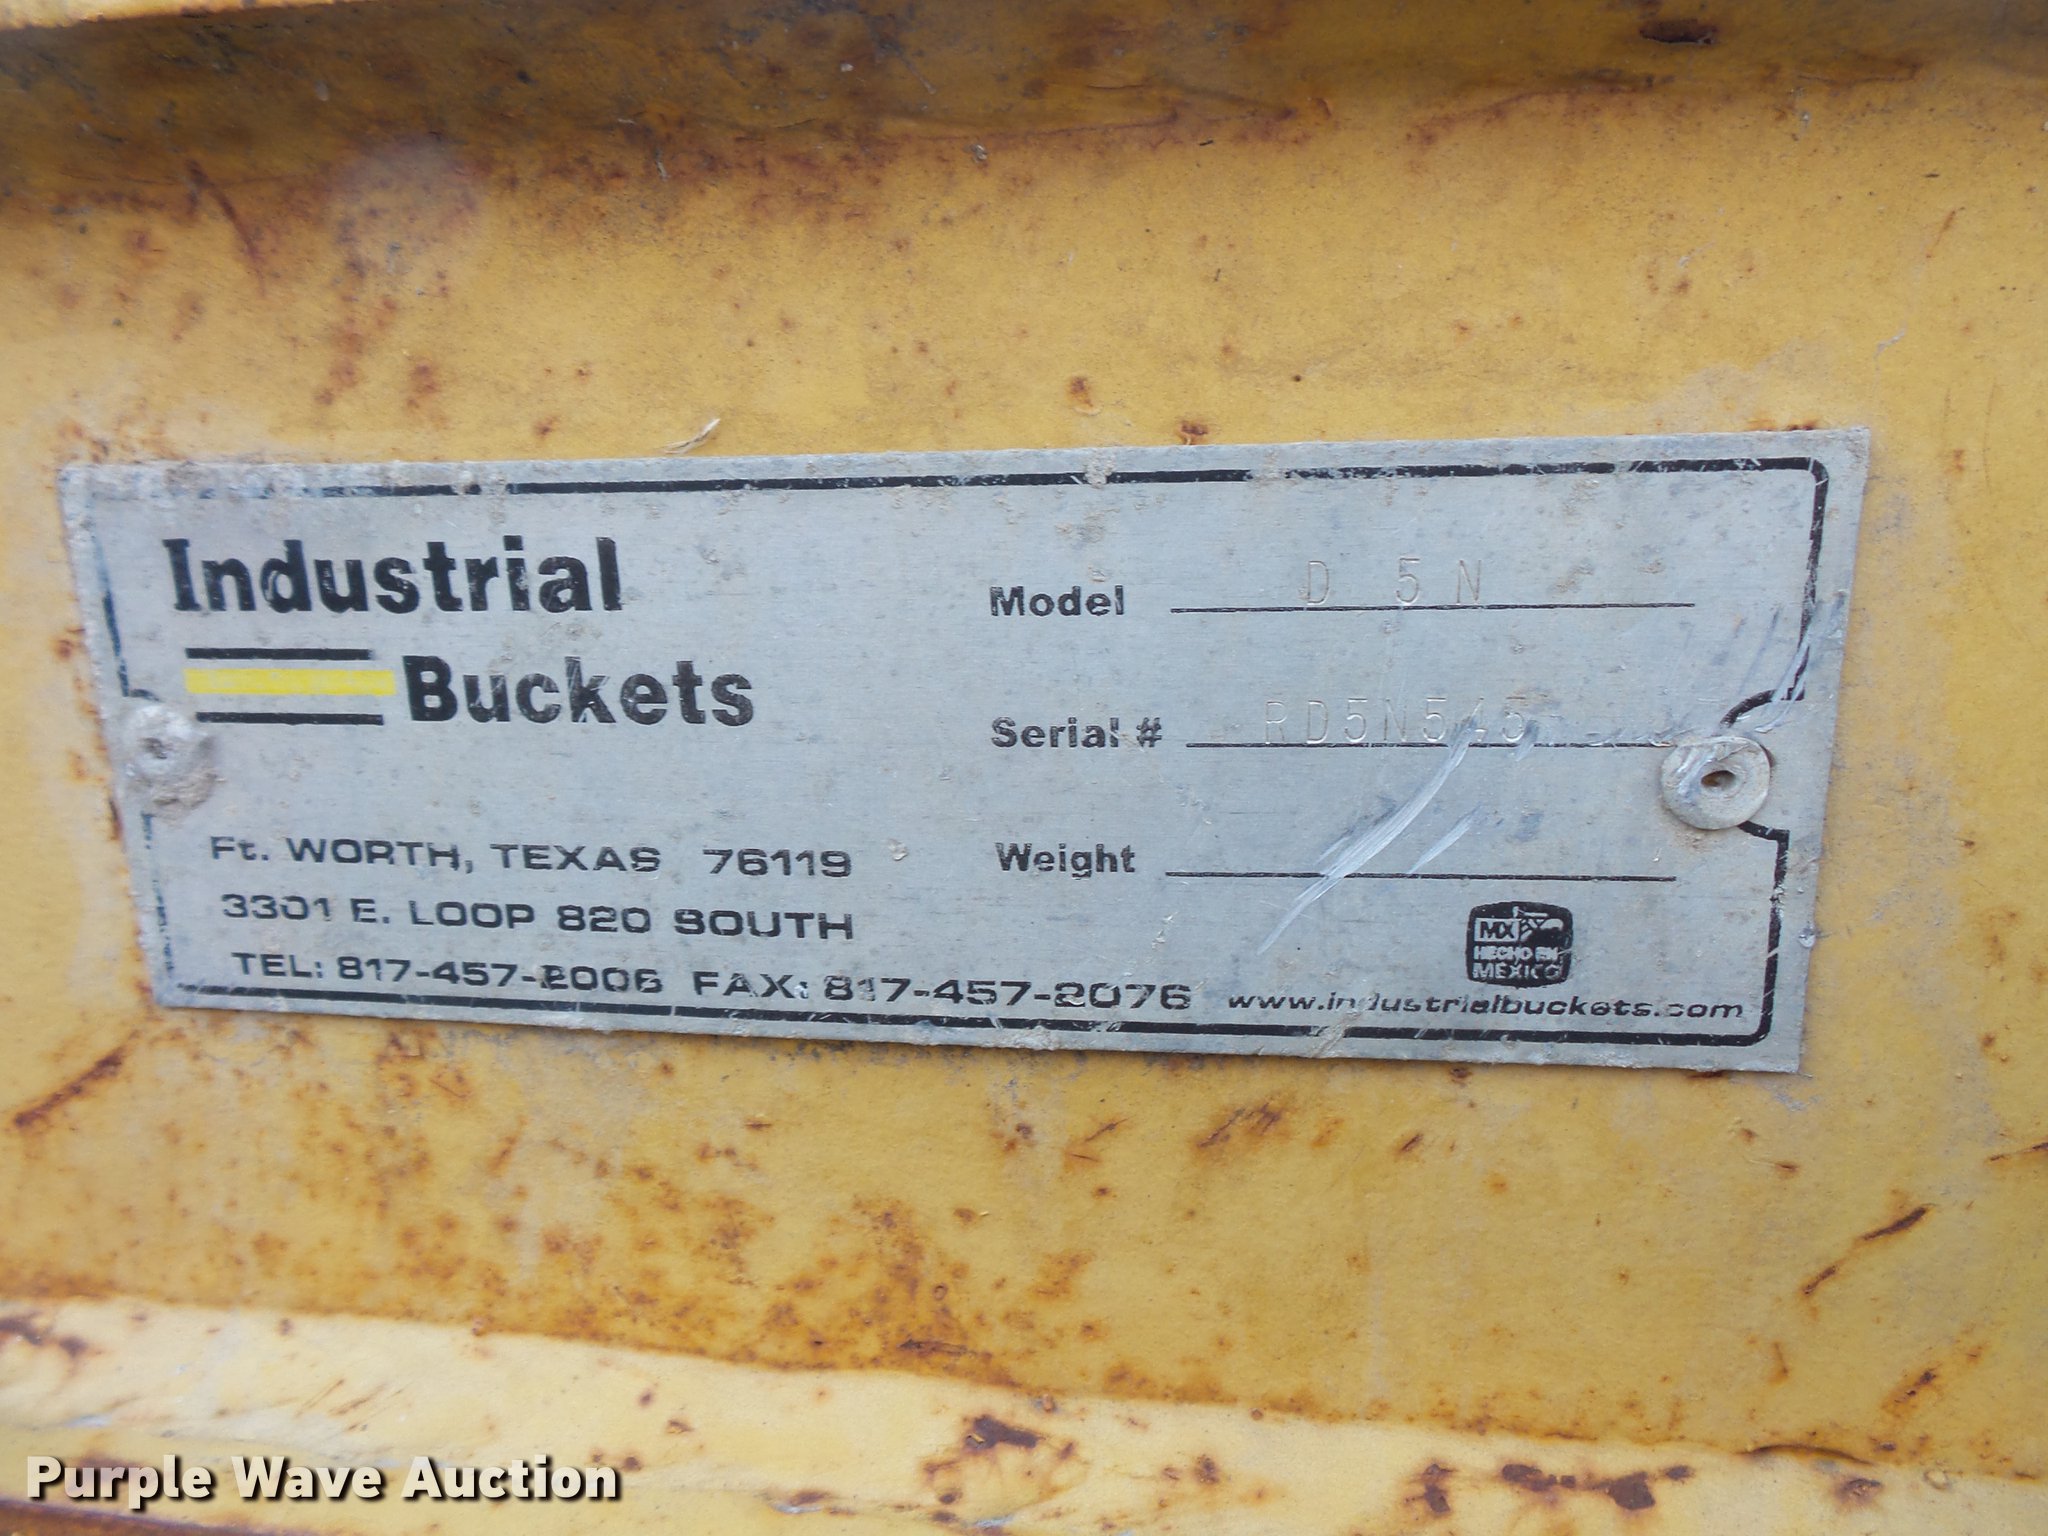 Industrial
Buckets
Ft. WORTH, TEXAS 76119
3301 E. LOOP 820 SOUTH
TEL: 817-457-2006 FAX: 817-457-2076
Model D 5N
Serial #
Weight
MX
HECHO EN
MEXICO
www.industrialbuckets.com
Purple Wave Auction